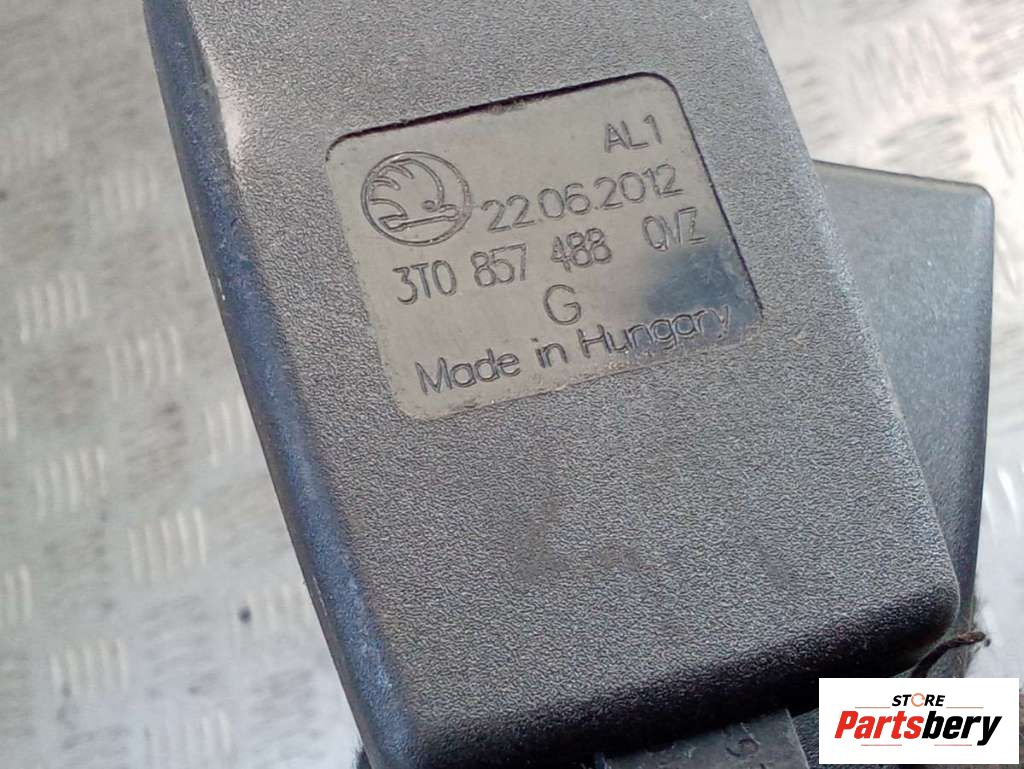 AL1
22.06.2012
3T0 857 488 QVZ
G
Made in Hungary
STORE
Partsbery